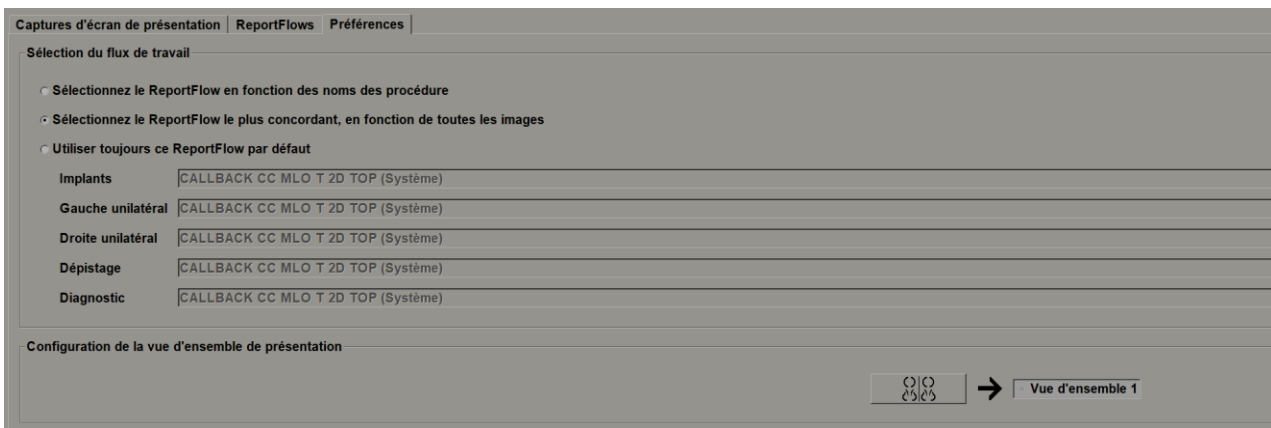 Captures d'écran de présentation ReportFlows Préférences
Sélection du flux de travail
Sélectionnez le ReportFlow en fonction des noms des procédure
Sélectionnez le ReportFlow le plus concordant, en fonction de toutes les images
Utiliser toujours ce ReportFlow par défaut
Implants CALLBACK CC MLO T 2D TOP (Système)
Gauche unilatéral CALLBACK CC MLO T 2D TOP (Système)
Droite unilatéral CALLBACK CC MLO T 2D TOP (Système)
Dépistage CALLBACK CC MLO T 2D TOP (Système)
Diagnostic CALLBACK CC MLO T 2D TOP (Système)
Configuration de la vue d'ensemble de présentation
Vue d'ensemble 1